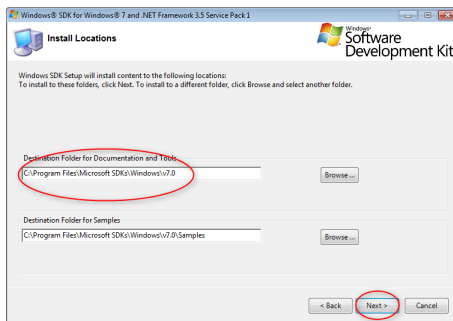 Windows® SDK for Windows® 7 and .NET Framework 3.5 Service Pack 1
Install Locations
Windows®
Software
Development Kit
Windows SDK Setup will install content to the following locations:
To install to these folders, click Next. To install to a different folder, click Browse and select another folder.
Destination Folder for Documentation and Tools
C:\Program Files\Microsoft SDKs\Windows\v7.0
Browse ...
Destination Folder for Samples
C:\Program Files\Microsoft SDKs\Windows\v7.0\Samples
Browse ...
< Back
Next >
Cancel